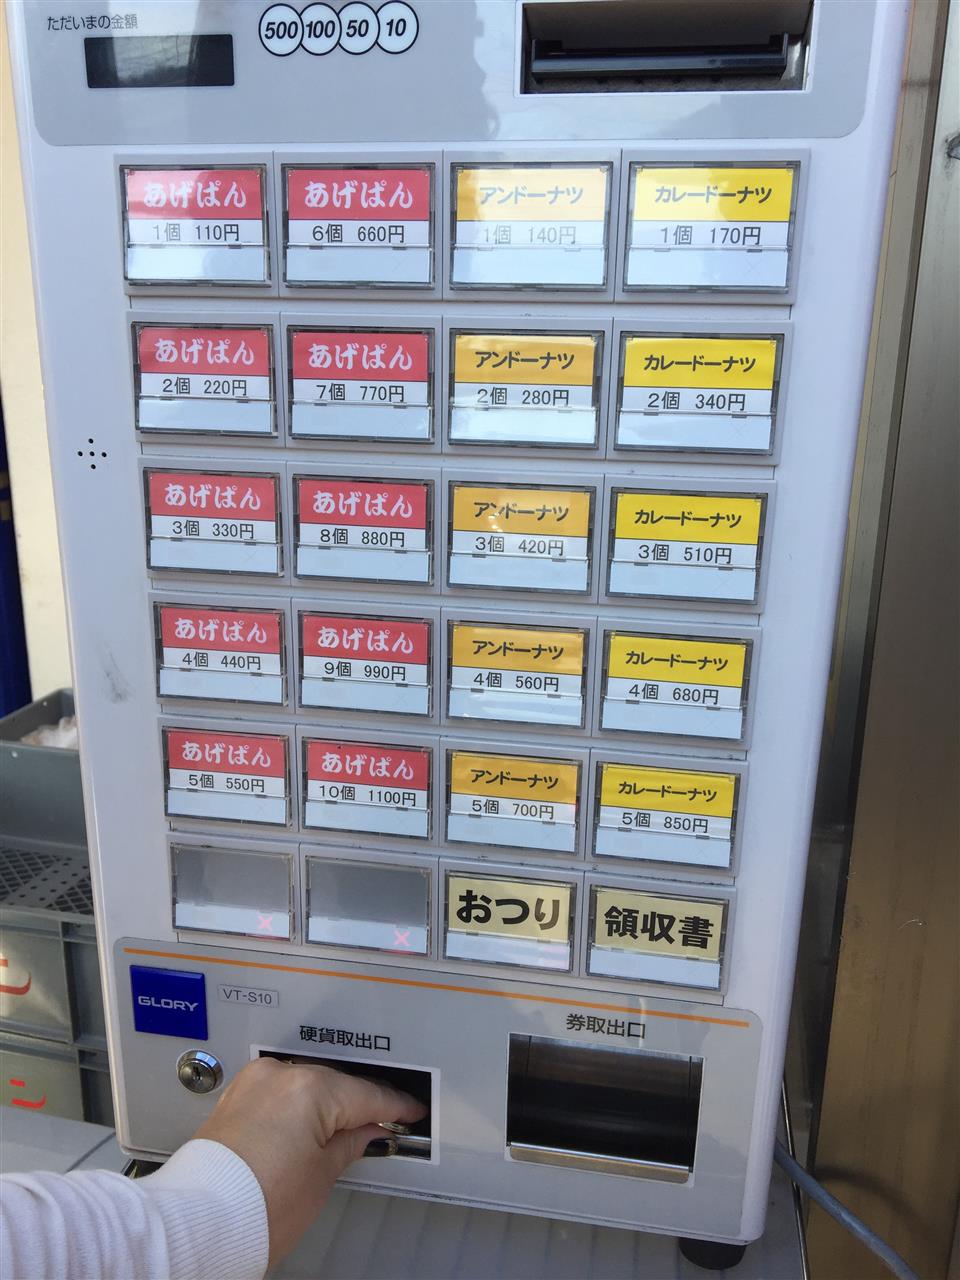 ただいまの金額
500 100 50 10
あげぱん
1個 110円
あげぱん
6個 660円
アンドーナツ
1個 140円
カレードーナツ
1個 170円
あげぱん
2個 220円
あげぱん
7個 770円
アンドーナツ
2個 280円
カレードーナツ
2個 340円
あげぱん
3個 330円
あげぱん
8個 880円
アンドーナツ
3個 420円
カレードーナツ
3個 510円
あげぱん
4個 440円
あげぱん
9個 990円
アンドーナツ
4個 560円
カレードーナツ
4個 680円
あげぱん
5個 550円
あげぱん
10個 1100円
アンドーナツ
5個 700円
カレードーナツ
5個 850円
おつり
領収書
GLORY
VT-S10
硬貨取出口
券取出口